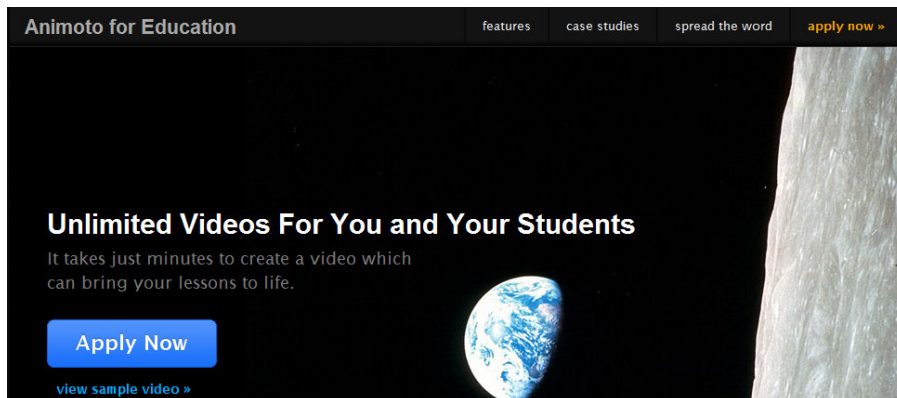 Animoto for Education
features
case studies
spread the word
apply now »
Unlimited Videos For You and Your Students
It takes just minutes to create a video which
can bring your lessons to life.
Apply Now
view sample video »